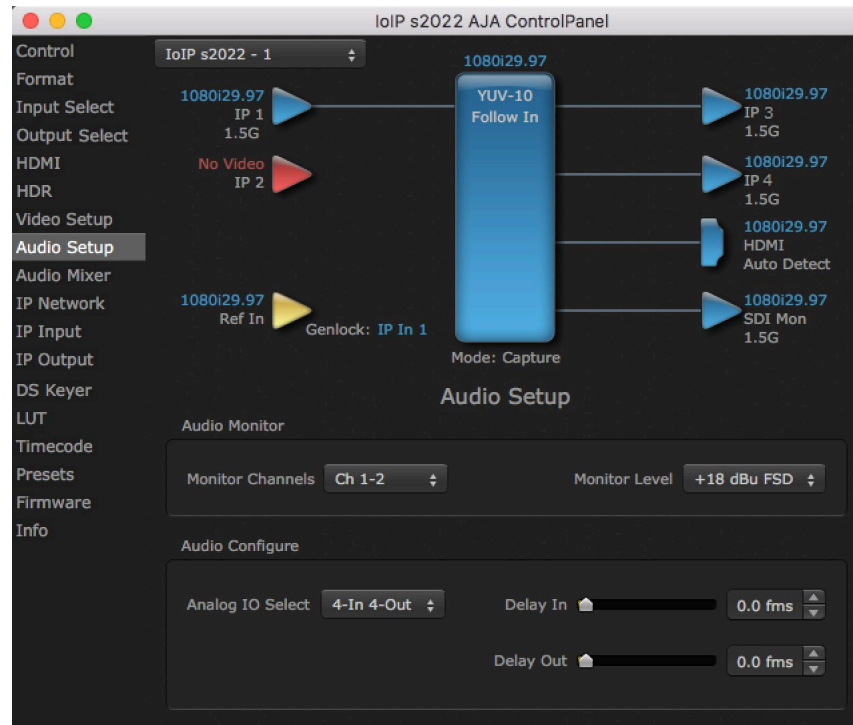 IoIP s2022 AJA ControlPanel
Control
Format
Input Select
Output Select
HDMI
HDR
Video Setup
Audio Setup
Audio Mixer
IP Network
IP Input
IP Output
DS Keyer
LUT
Timecode
Presets
Firmware
Info
IoIP s2022 - 1
1080i29.97
IP 1
1.5G
No Video
IP 2
1080i29.97
Ref In
Genlock: IP In 1
1080i29.97
YUV-10
Follow In
Mode: Capture
1080i29.97
IP 3
1.5G
1080i29.97
IP 4
1.5G
1080i29.97
HDMI
Auto Detect
1080i29.97
SDI Mon
1.5G
Audio Setup
Audio Monitor
Monitor Channels Ch 1-2 Monitor Level +18 dBu FSD
Audio Configure
Analog IO Select 4-In 4-Out Delay In 0.0 fms
Delay Out 0.0 fms